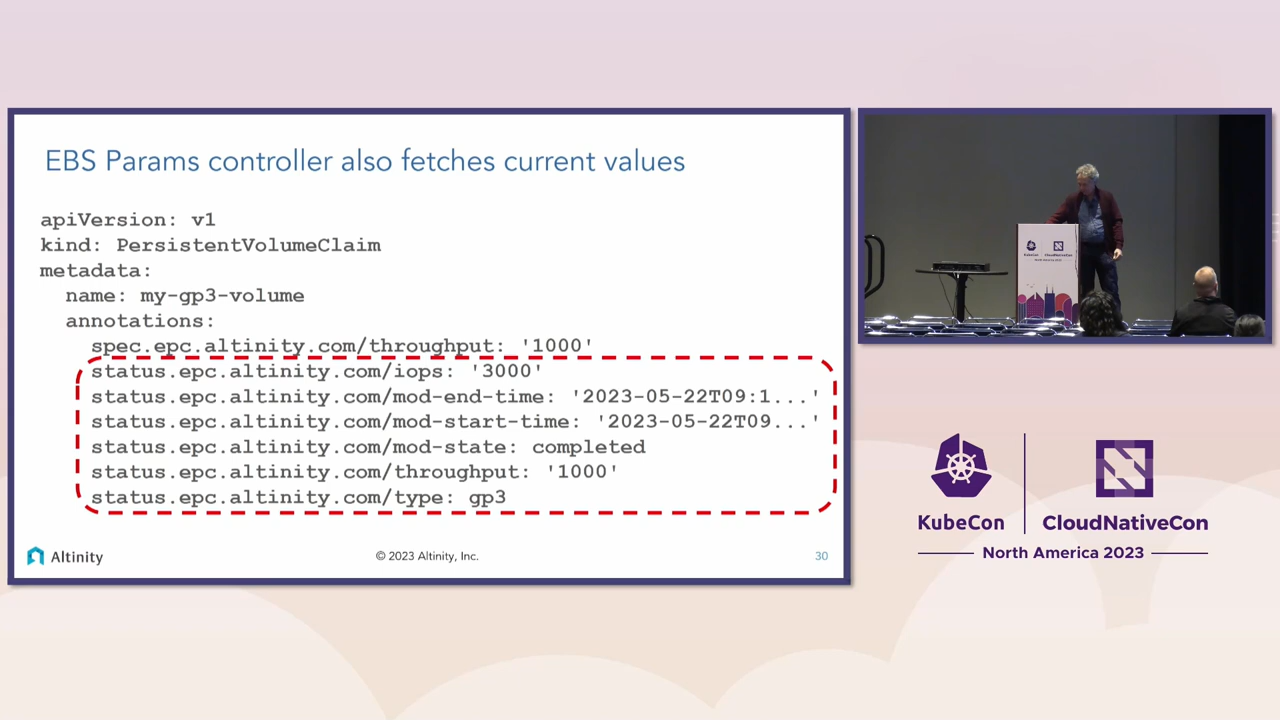 EBS Params controller also fetches current values
apiVersion: v1
kind: PersistentVolumeClaim
metadata:
name: my-gp3-volume
annotations:
spec.epc.altinity.com/throughput: '1000'
status.epc.altinity.com/iops: '3000'
status.epc.altinity.com/mod-end-time: '2023-05-22T09:1...'
status.epc.altinity.com/mod-start-time: '2023-05-22T09...'
status.epc.altinity.com/mod-state: completed
status.epc.altinity.com/throughput: '1000'
status.epc.altinity.com/type: gp3
Altinity
© 2023 Altinity, Inc.
30
KubeCon
CloudNativeCon
KubeCon
CloudNativeCon
North America 2023